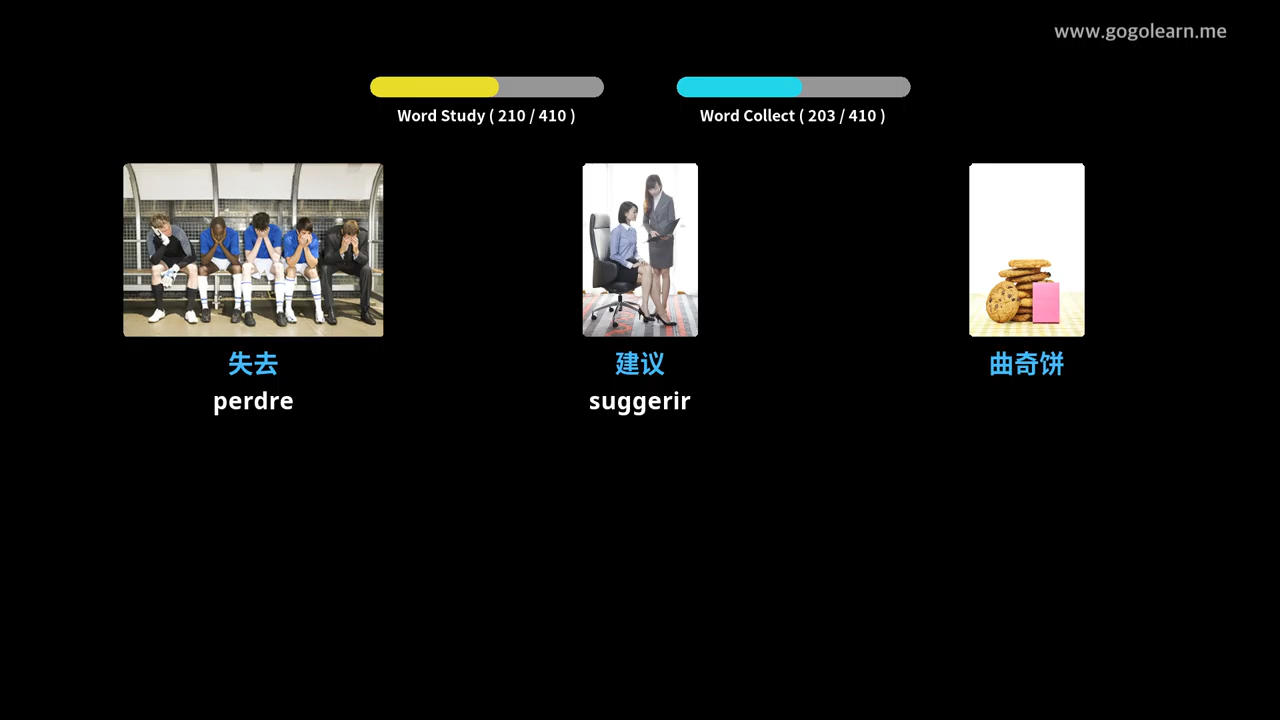 www.gogolearn.me
Word Study ( 210 / 410 )
Word Collect ( 203 / 410 )
失去
perdre
建议
suggerir
曲奇饼